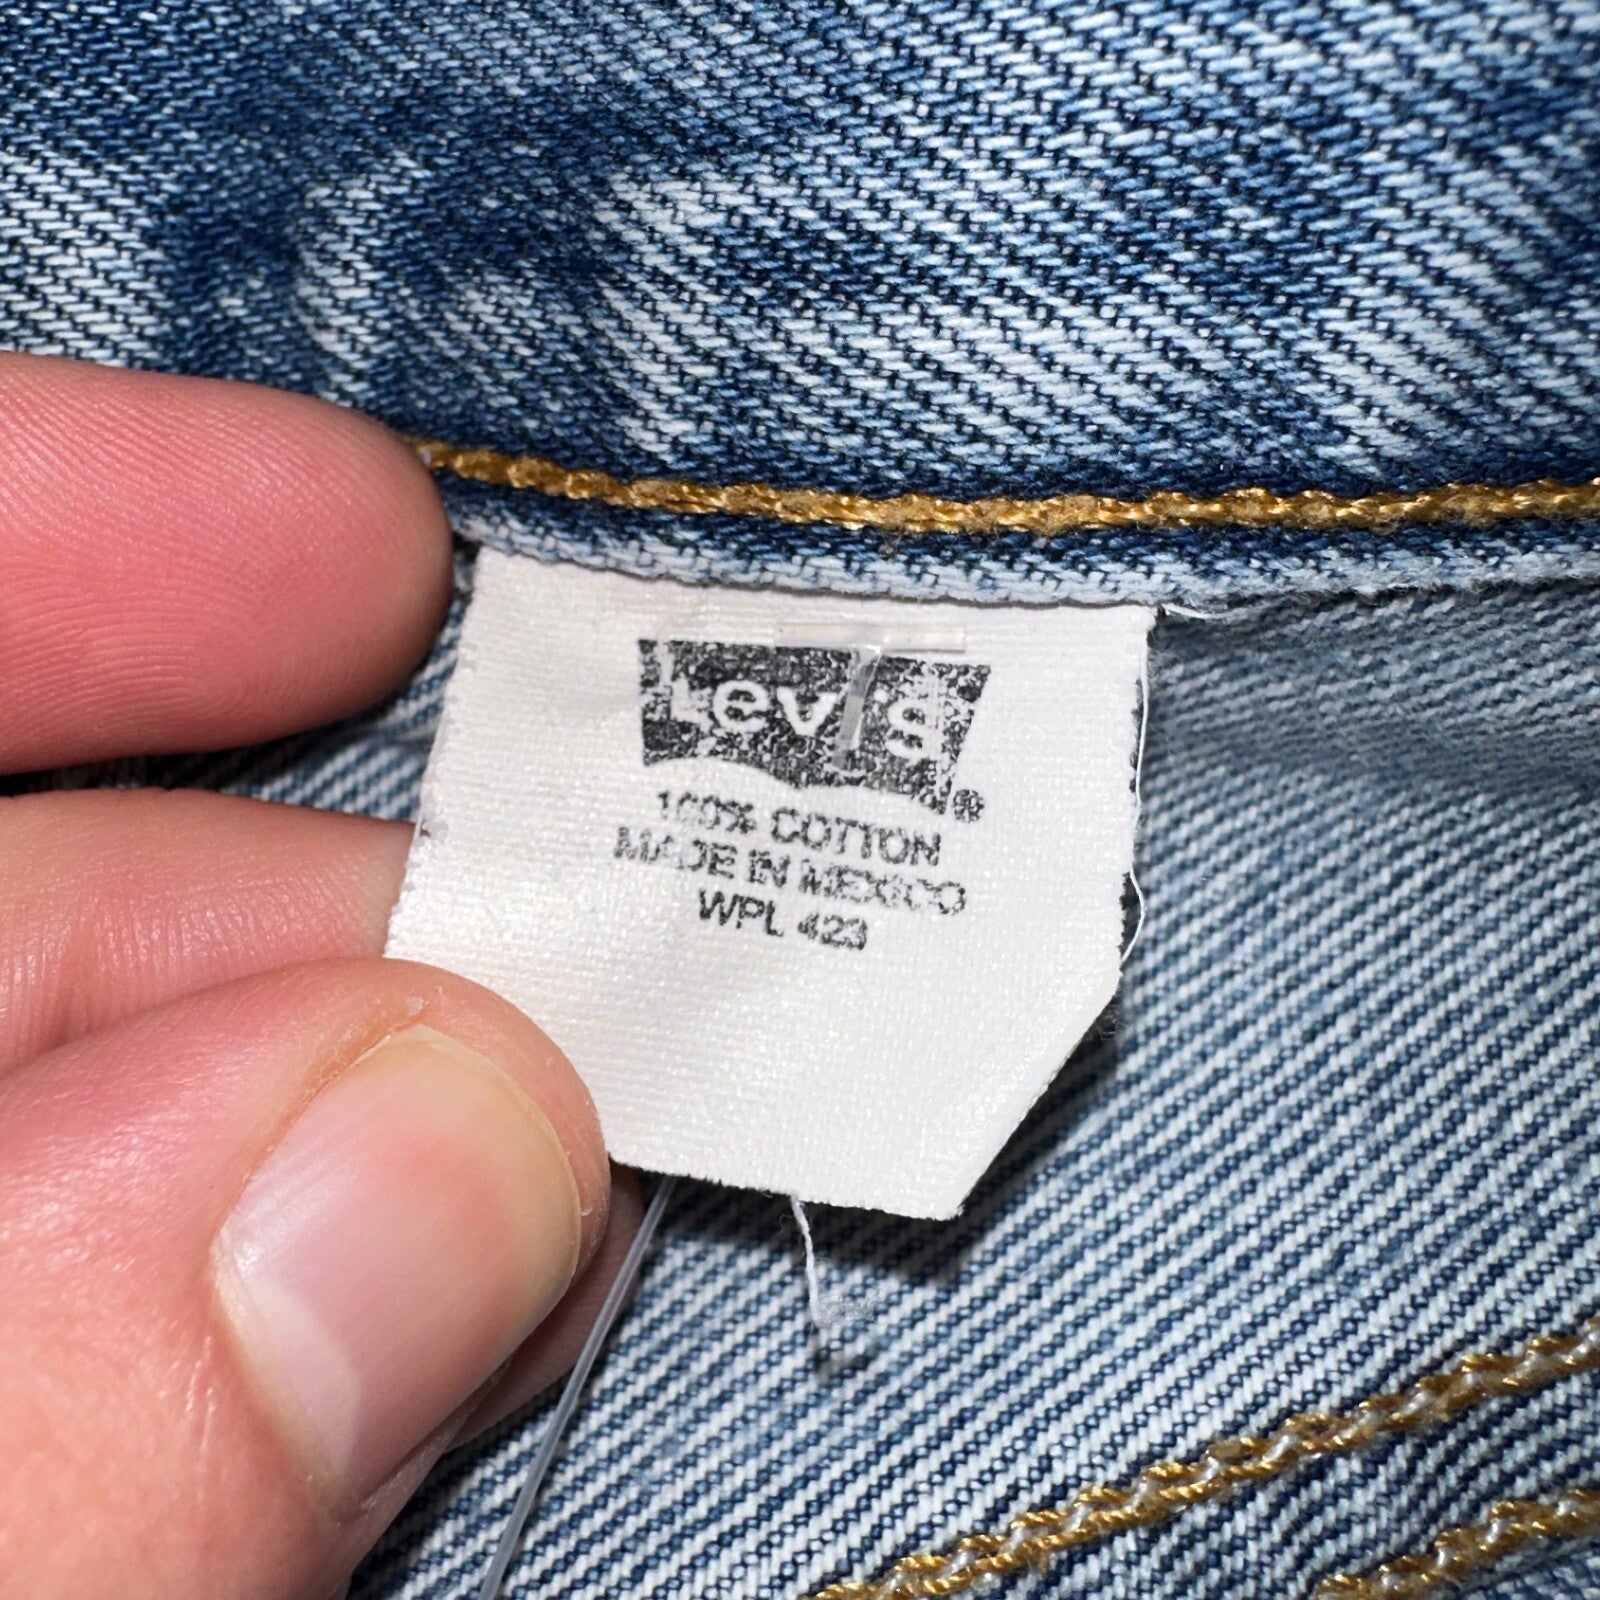 Levi's®
100% COTTON
MADE IN MEXICO
WPL 423